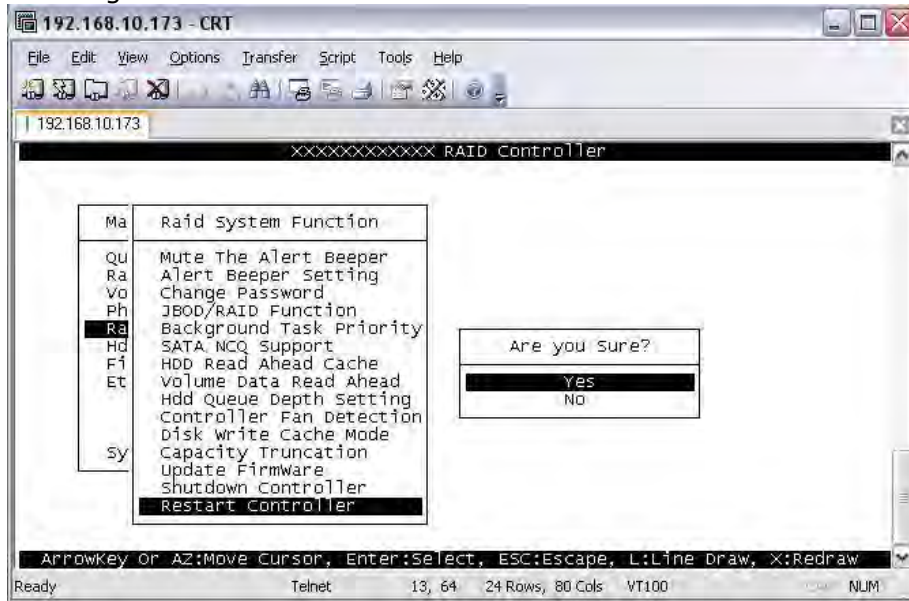 192.168.10.173 - CRT
File Edit View Options Transfer Script Tools Help
192.168.10.173
XXXXXXXXXXXX RAID Controller
Ma
Raid System Function
Qu
Mute The Alert Beeper
Ra
Alert Beeper Setting
Vo
Change Password
Ph
JBOD/RAID Function
Ra
Background Task Priority
Hd
SATA NCQ Support
Fi
HDD Read Ahead Cache
Et
Volume Data Read Ahead
Hdd Queue Depth Setting
Controller Fan Detection
Disk Write Cache Mode
Sy
Capacity Truncation
Update FirmWare
Shutdown Controller
Restart Controller
Are you Sure?
Yes
No
ArrowKey Or AZ:Move Cursor, Enter:Select, ESC:Escape, L:Line Draw, X:Redraw
Ready Telnet 13, 64 24 Rows, 80 Cols VT100 NUM